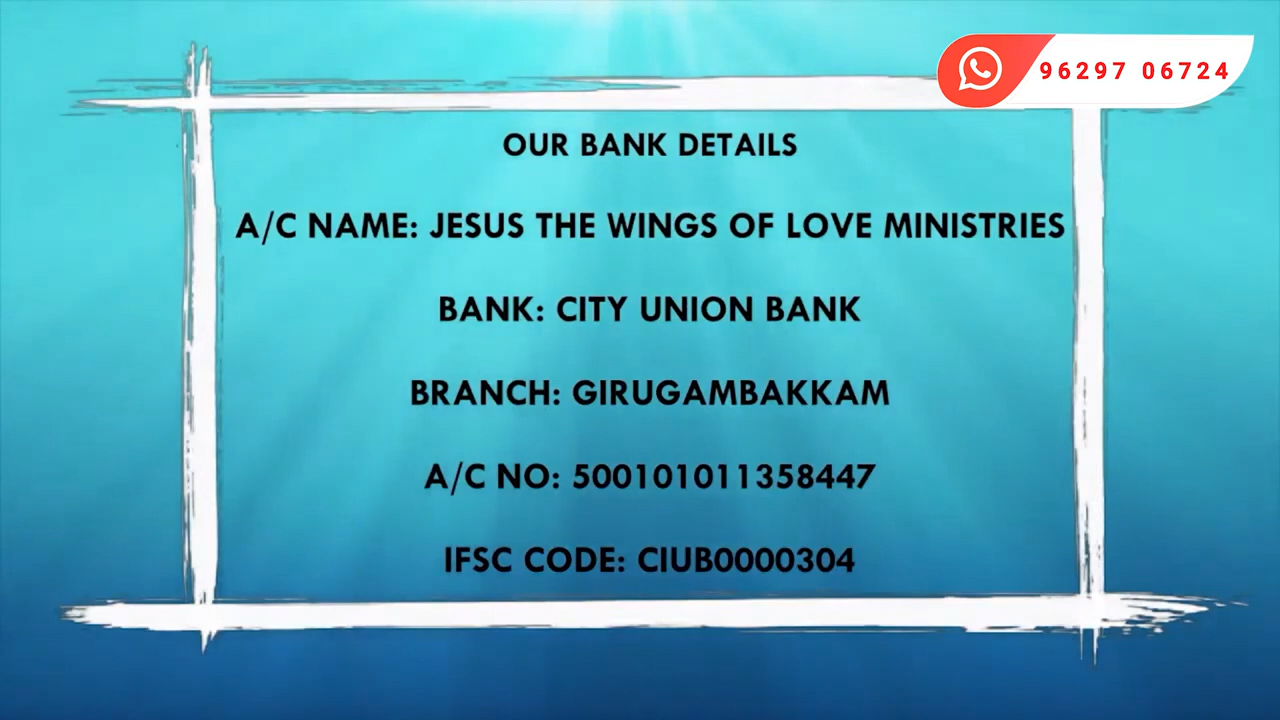 96297 06724
OUR BANK DETAILS
A/C NAME: JESUS THE WINGS OF LOVE MINISTRIES
BANK: CITY UNION BANK
BRANCH: GIRUGAMBAKKAM
A/C NO: 500101011358447
IFSC CODE: CIUB0000304